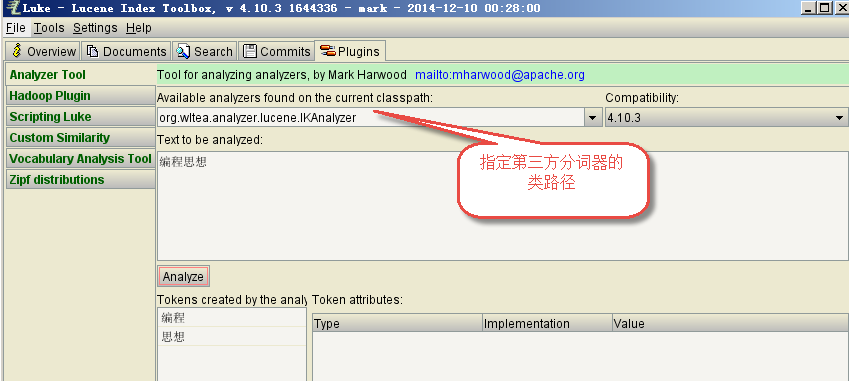 Luke - Lucene Index Toolbox, v 4.10.3 1644336 - mark - 2014-12-10 00:28:00
File Tools Settings Help
Overview Documents Search Commits Plugins
Analyzer Tool
Hadoop Plugin
Scripting Luke
Custom Similarity
Vocabulary Analysis Tool
Zipf distributions
Tool for analyzing analyzers, by Mark Harwood mailto:mharwood@apache.org
Available analyzers found on the current classpath: Compatibility:
org.wltea.analyzer.lucene.IKAnalyzer 4.10.3
Text to be analyzed:
编程思想
指定第三方分词器的
类路径
Analyze
Tokens created by the analy Token attributes:
编程
思想
Type Implementation Value